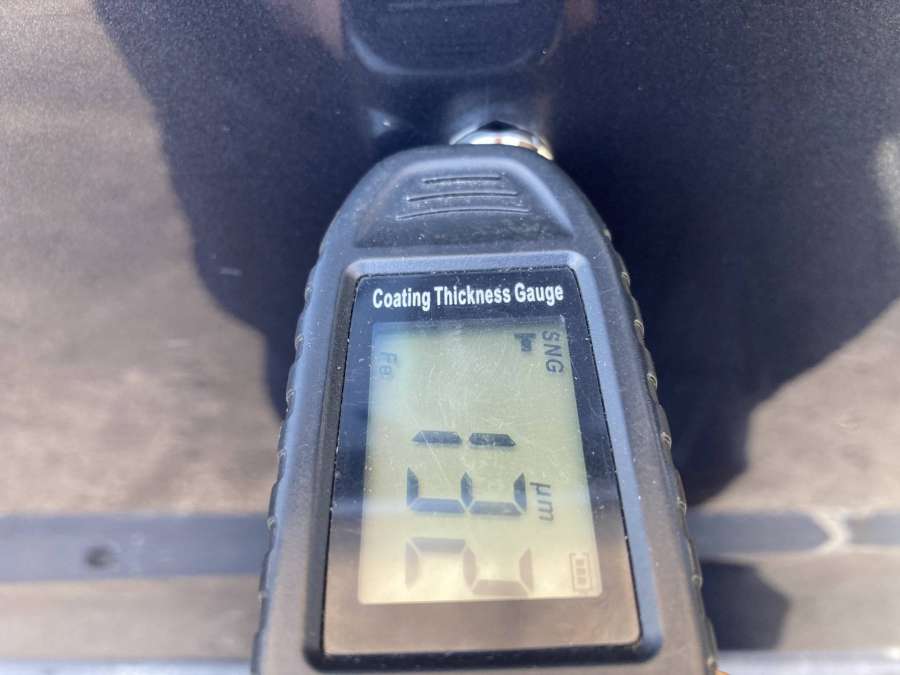 Coating Thickness Gauge
SNG
Fe
µm